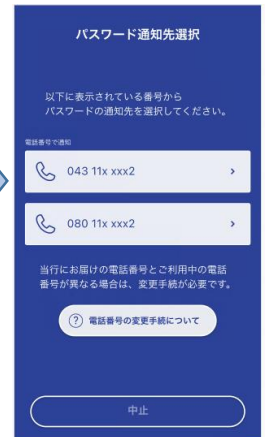 パスワード通知先選択
以下に表示されている番号から
パスワードの通知先を選択してください。
電話番号で通知
043 11x xxx2
080 11x xxx2
当行にお届けの電話番号とご利用中の電話
番号が異なる場合は、変更手続が必要です。
? 電話番号の変更手続について
中止